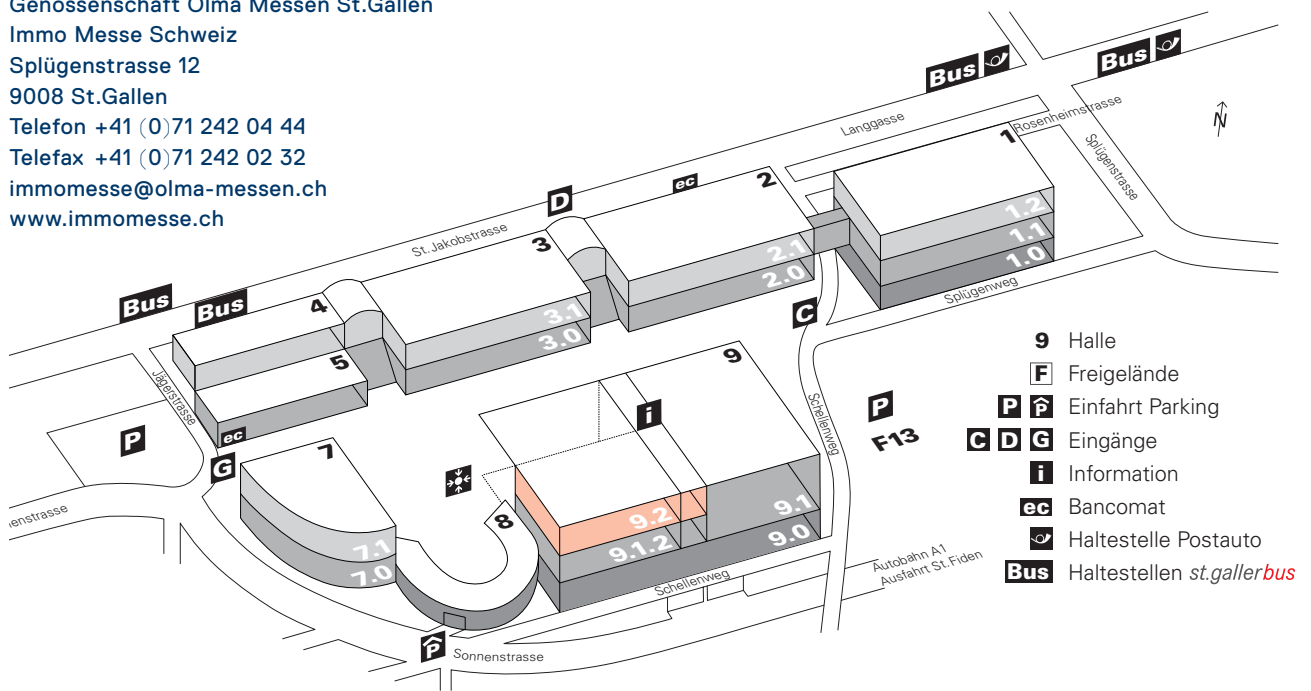 Genossenschaft Olma Messen St.Gallen
Immo Messe Schweiz
Splügenstrasse 12
9008 St.Gallen
Telefon +41 (0)71 242 04 44
Telefax +41 (0)71 242 02 32
immomesse@olma-messen.ch
www.immomesse.ch
Bus
Bus
Langgasse
Rosenheimstrasse
Splügenstrasse
N
1
1.2
1.1
1.0
Splügenweg
ec
2
2.1
2.0
D
St.Jakobstrasse
3
3.1
3.0
C
Bus
Bus
4
5
Jägerstrasse
ec
G
P
nenstrasse
7
7.1
7.0
8
9
i
9.2
9.1
9.1.2
9.0
Schellenweg
P
F13
Schellenweg
Autobahn A1
Ausfahrt St.Fiden
P
Sonnenstrasse
9 Halle
F Freigelände
P P Einfahrt Parking
C D G Eingänge
i Information
ec Bancomat
Haltestelle Postauto
Bus Haltestellen st.gallerbus